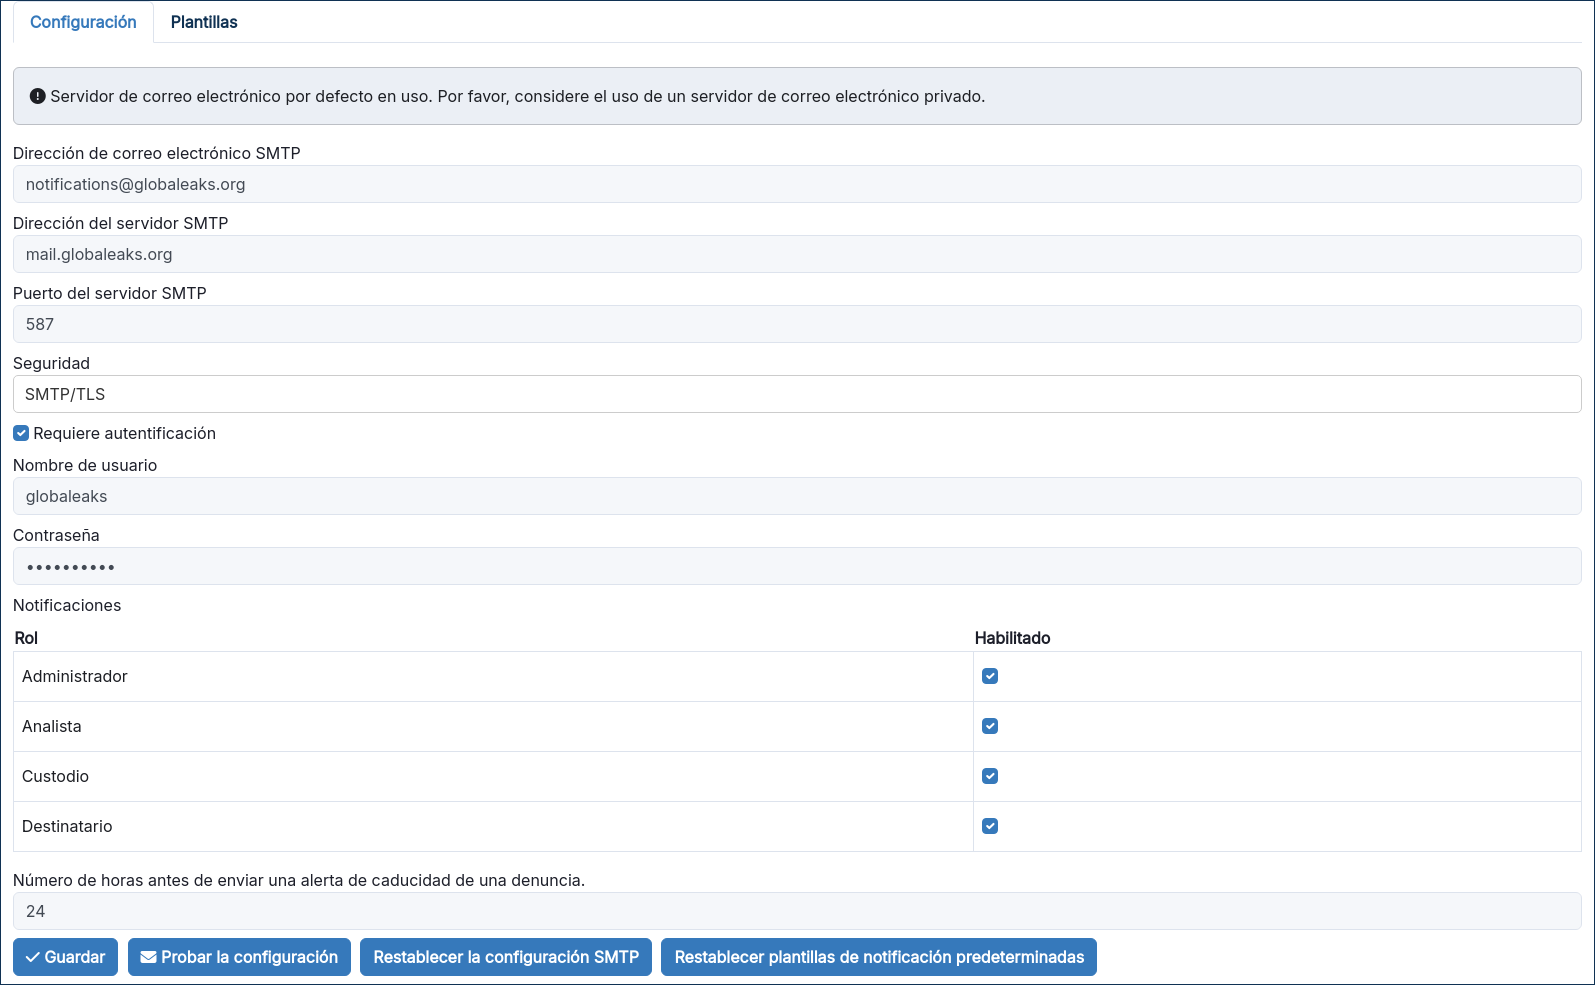 Configuración Plantillas
Servidor de correo electrónico por defecto en uso. Por favor, considere el uso de un servidor de correo electrónico privado.
Dirección de correo electrónico SMTP
notifications@globaleaks.org
Dirección del servidor SMTP
mail.globaleaks.org
Puerto del servidor SMTP
587
Seguridad
SMTP/TLS
Requiere autentificación
Nombre de usuario
globaleaks
Contraseña
••••••••••
Notificaciones
Rol Habilitado
Administrador
Analista
Custodio
Destinatario
Número de horas antes de enviar una alerta de caducidad de una denuncia.
24
Guardar Probar la configuración Restablecer la configuración SMTP Restablecer plantillas de notificación predeterminadas